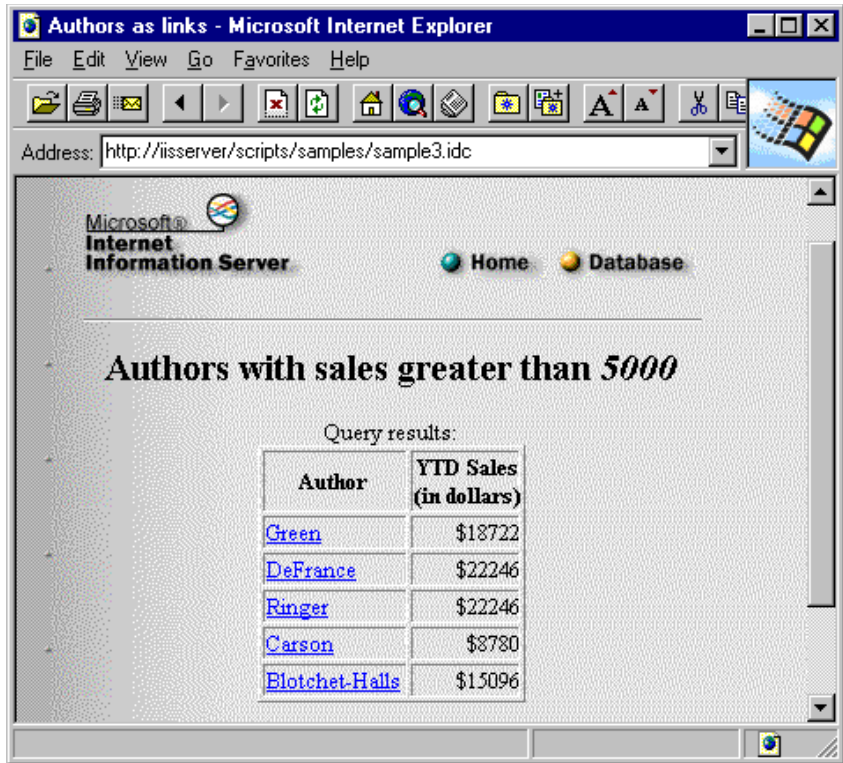 Authors as links - Microsoft Internet Explorer
File Edit View Go Favorites Help
A A
Address: http://iisserver/scripts/samples/sample3.idc
Microsoft®
Internet
Information Server
Home Database
Authors with sales greater than 5000
Query results:
Author YTD Sales
(in dollars)
Green $18722
DeFrance $22246
Ringer $22246
Carson $8780
Blotchet-Halls $15096